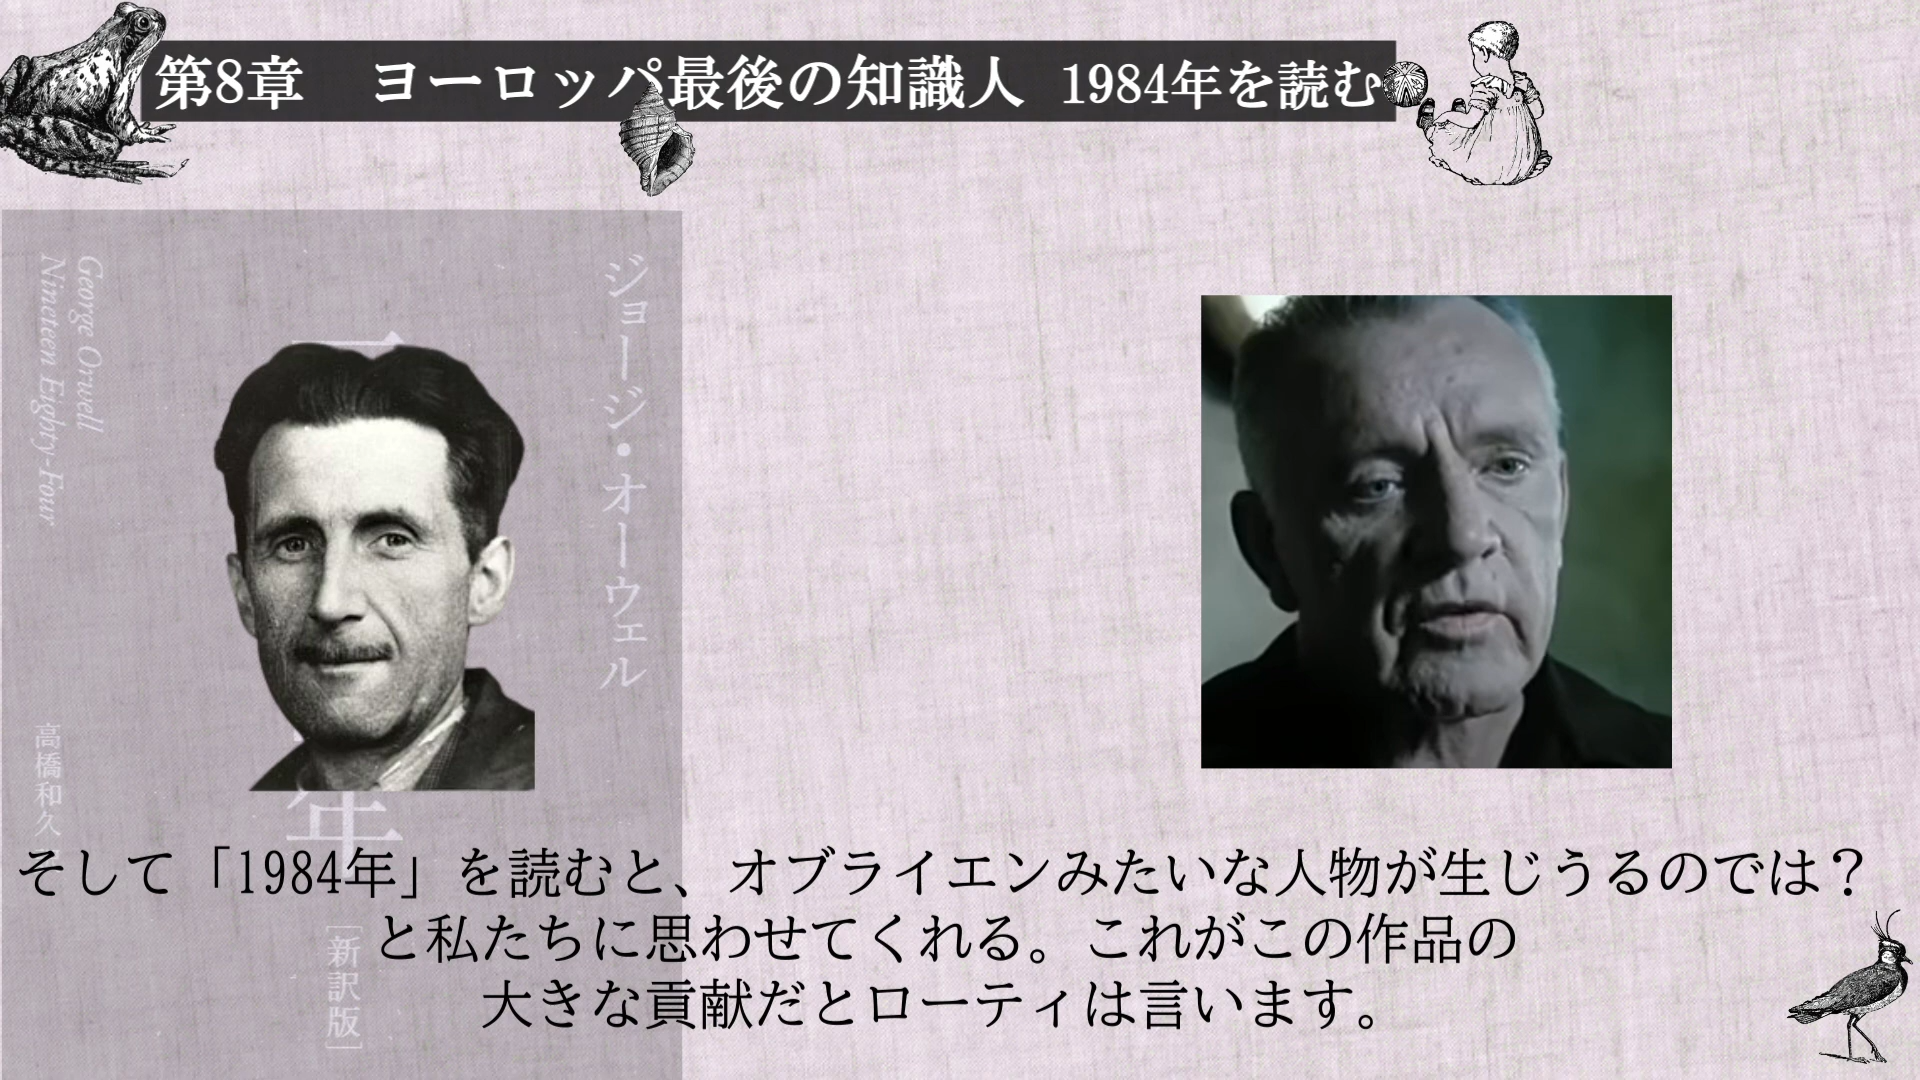 第8章　ヨーロッパ最後の知識人 1984年を読む
George Orwell
Nineteen Eighty-Four
ジョージ・オーウェル
高橋和久
年
［新訳版］
そして「1984年」を読むと、オブライエンみたいな人物が生じうるのでは？
と私たちに思わせてくれる。これがこの作品の
大きな貢献だとローティは言います。